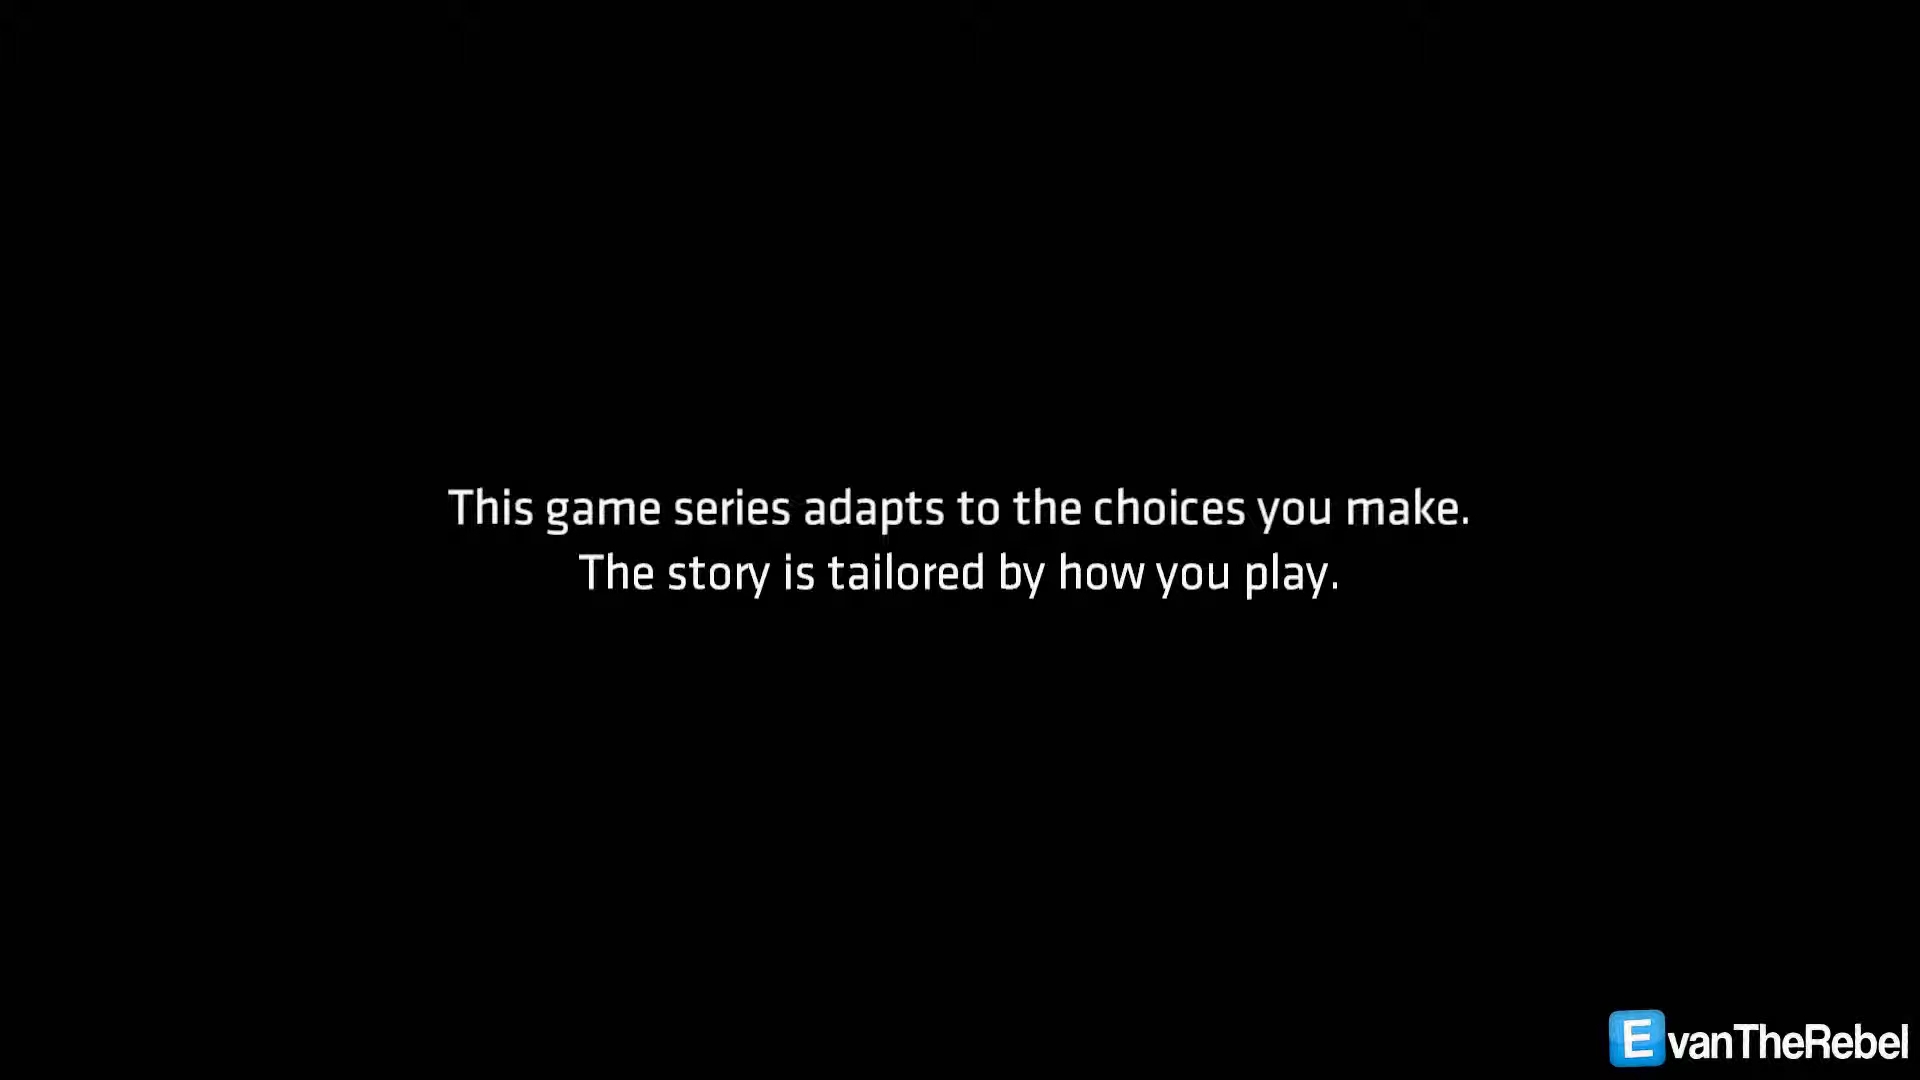 This game series adapts to the choices you make.
The story is tailored by how you play.
EvanTheRebel